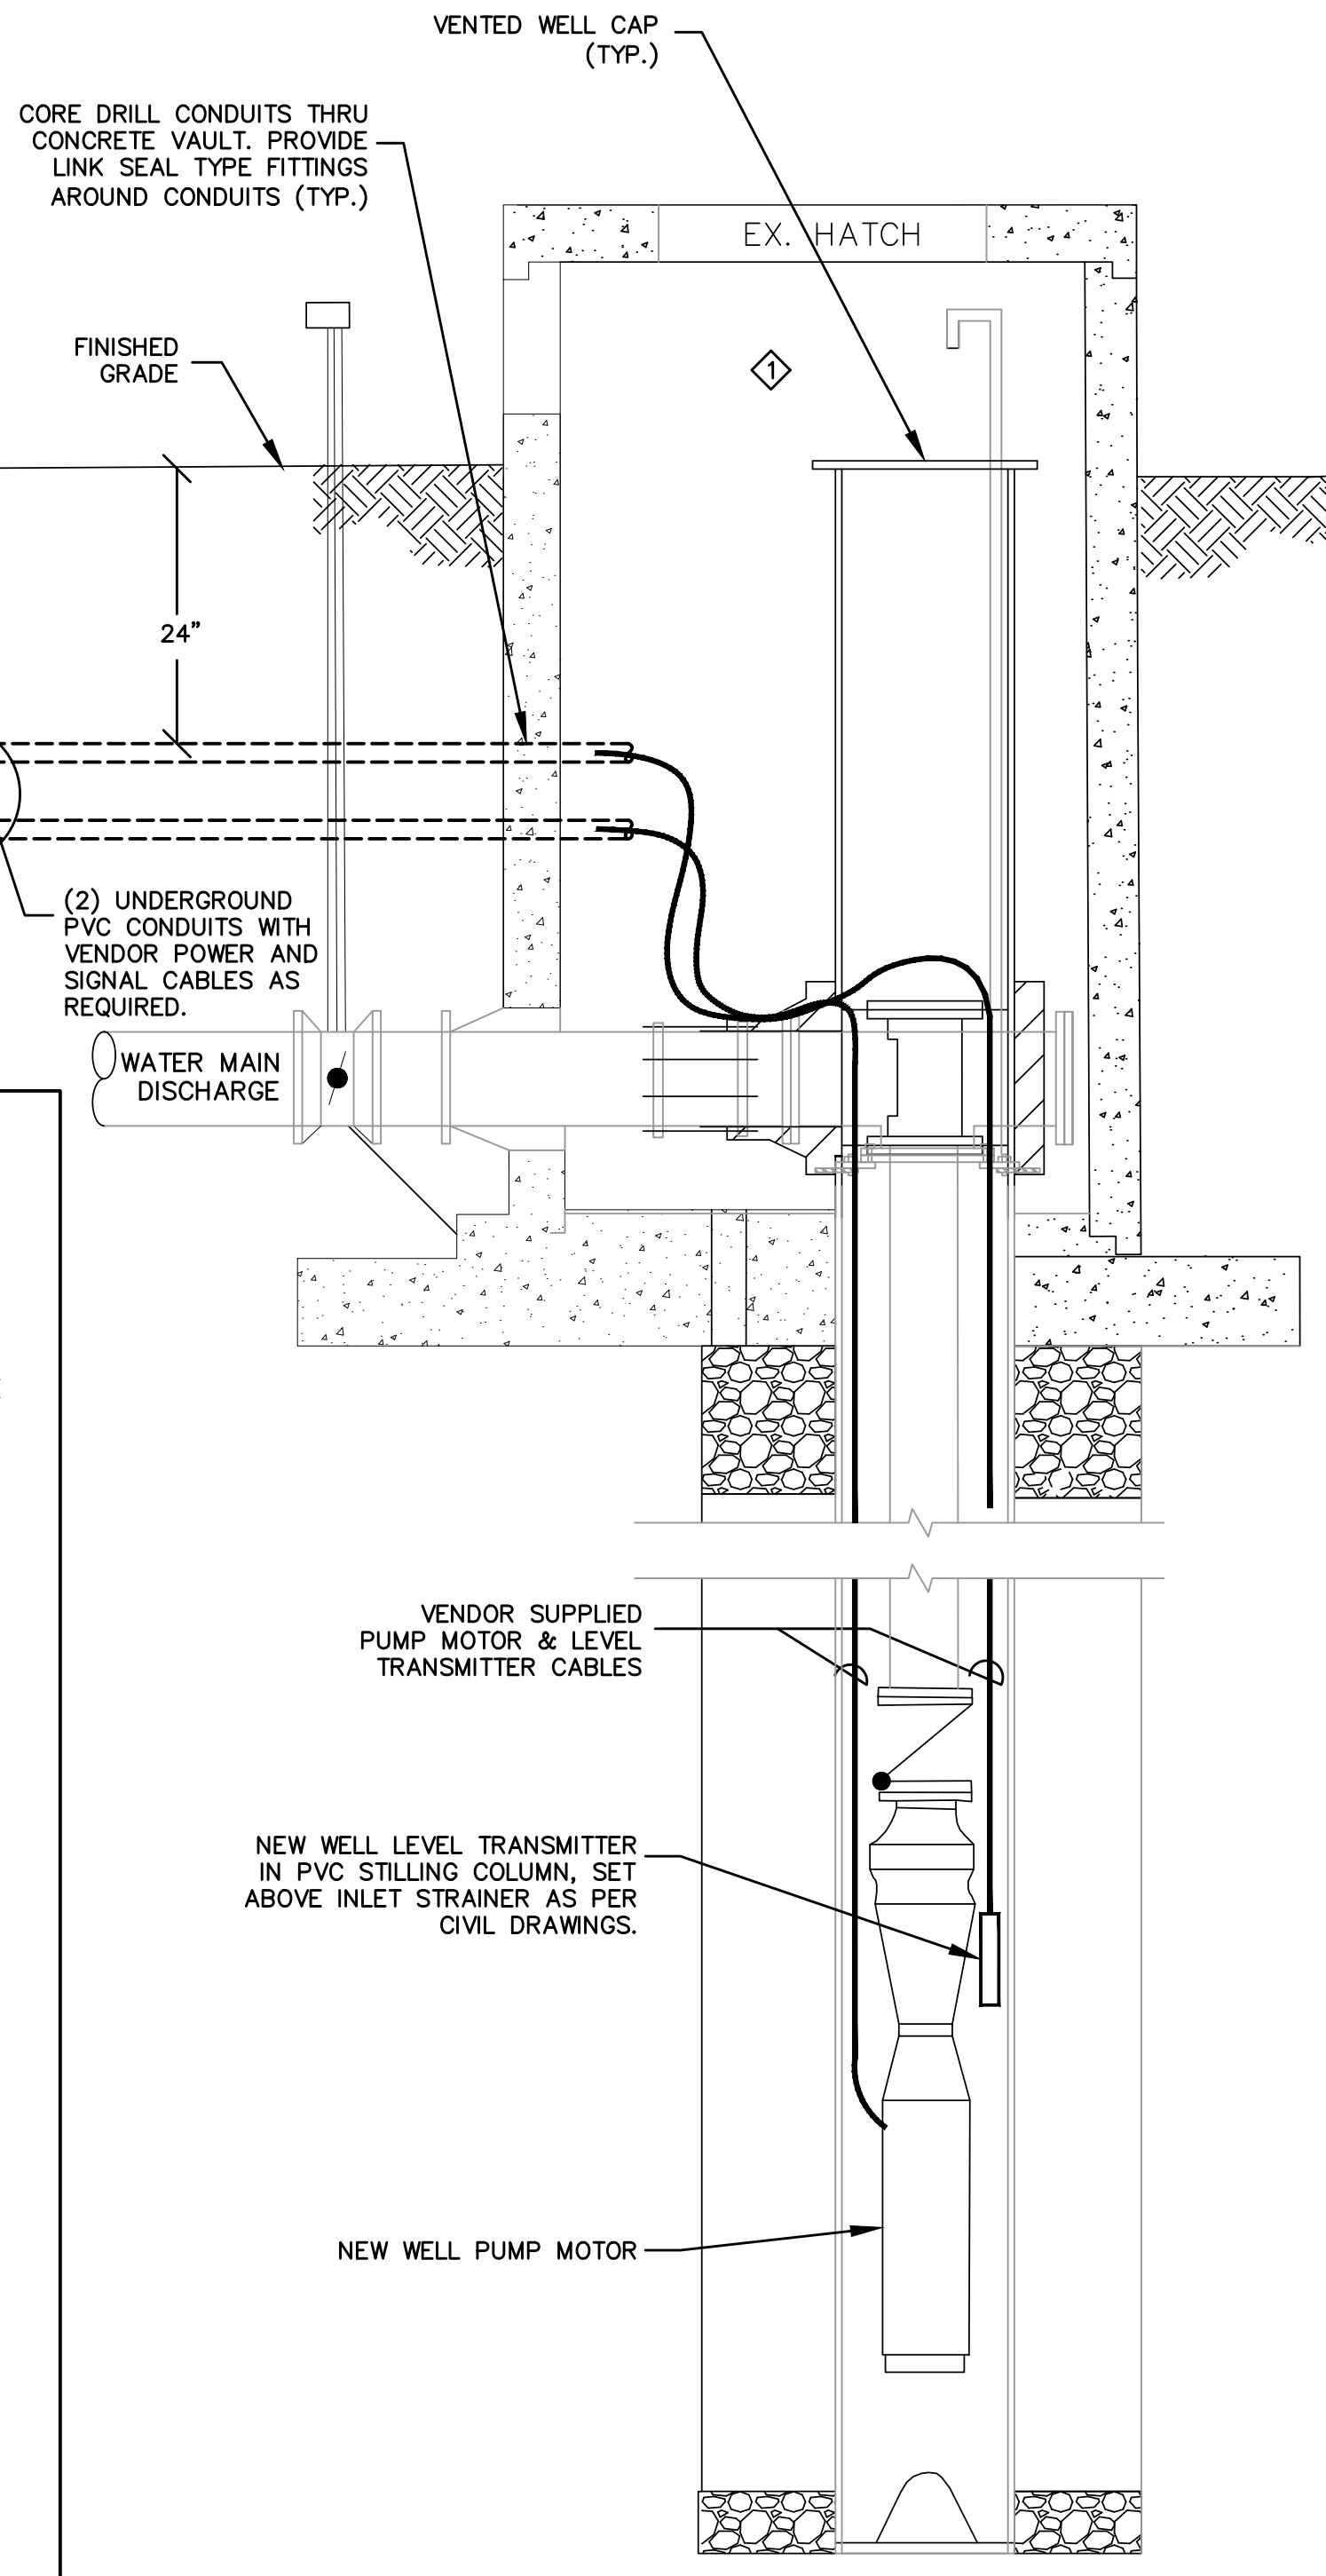 VENTED WELL CAP
(TYP.)
CORE DRILL CONDUITS THRU
CONCRETE VAULT. PROVIDE
LINK SEAL TYPE FITTINGS
AROUND CONDUITS (TYP.)
EX. HATCH
FINISHED
GRADE
1
24"
(2) UNDERGROUND
PVC CONDUITS WITH
VENDOR POWER AND
SIGNAL CABLES AS
REQUIRED.
WATER MAIN
DISCHARGE
VENDOR SUPPLIED
PUMP MOTOR & LEVEL
TRANSMITTER CABLES
NEW WELL LEVEL TRANSMITTER
IN PVC STILLING COLUMN, SET
ABOVE INLET STRAINER AS PER
CIVIL DRAWINGS.
NEW WELL PUMP MOTOR